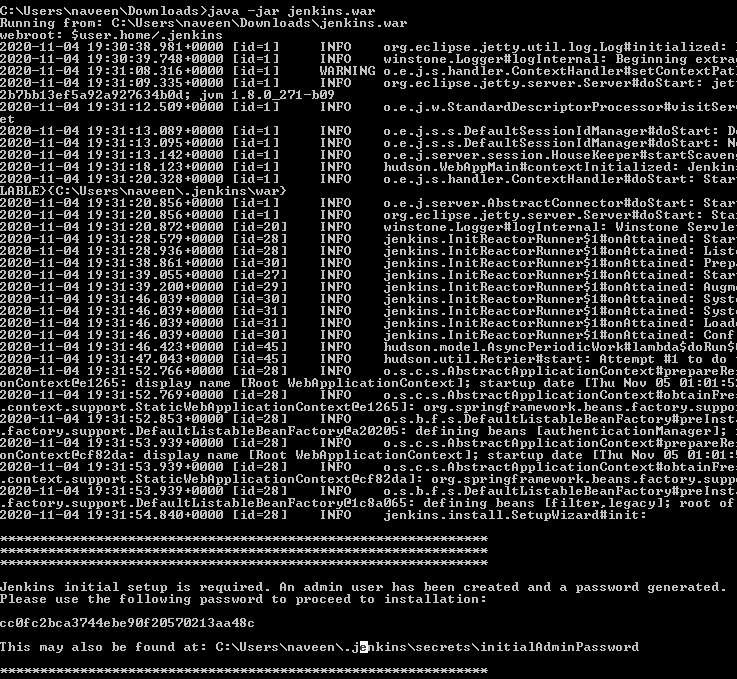 C:\Users\naveen\Downloads>java -jar jenkins.war
Running from: C:\Users\naveen\Downloads\jenkins.war
webroot: $user.home/.jenkins
2020-11-04 19:30:38.981+0000 [id=1] INFO org.eclipse.jetty.util.log.Log#initialized:
2020-11-04 19:30:39.748+0000 [id=1] INFO winstone.Logger#logInternal: Beginning extra
2020-11-04 19:31:08.316+0000 [id=1] WARNING o.e.j.s.handler.ContextHandler#setContextPat
2020-11-04 19:31:09.335+0000 [id=1] INFO org.eclipse.jetty.server.Server#doStart: jett
2b7bb13ef5a92a927634b0d; jvm 1.8.0_271-b09
2020-11-04 19:31:12.509+0000 [id=1] INFO o.e.j.w.StandardDescriptorProcessor#visitSer
et
2020-11-04 19:31:13.089+0000 [id=1] INFO o.e.j.s.s.DefaultSessionIdManager#doStart: D
2020-11-04 19:31:13.095+0000 [id=1] INFO o.e.j.s.s.DefaultSessionIdManager#doStart: N
2020-11-04 19:31:13.142+0000 [id=1] INFO o.e.j.server.session.HouseKeeper#startScaveng
2020-11-04 19:31:18.123+0000 [id=1] INFO hudson.WebAppMain#contextInitialized: Jenkin
2020-11-04 19:31:20.328+0000 [id=1] INFO o.e.j.s.handler.ContextHandler#doStart: Star
LABLE}{C:\Users\naveen\.jenkins\war}
2020-11-04 19:31:20.856+0000 [id=1] INFO o.e.j.server.AbstractConnector#doStart: Star
2020-11-04 19:31:20.856+0000 [id=1] INFO org.eclipse.jetty.server.Server#doStart: Sta
2020-11-04 19:31:20.872+0000 [id=20] INFO winstone.Logger#logInternal: Winstone Servle
2020-11-04 19:31:28.579+0000 [id=28] INFO jenkins.InitReactorRunner$1#onAttained: Star
2020-11-04 19:31:28.936+0000 [id=28] INFO jenkins.InitReactorRunner$1#onAttained: List
2020-11-04 19:31:38.861+0000 [id=30] INFO jenkins.InitReactorRunner$1#onAttained: Prep
2020-11-04 19:31:39.055+0000 [id=27] INFO jenkins.InitReactorRunner$1#onAttained: Star
2020-11-04 19:31:39.200+0000 [id=29] INFO jenkins.InitReactorRunner$1#onAttained: Augm
2020-11-04 19:31:46.039+0000 [id=30] INFO jenkins.InitReactorRunner$1#onAttained: Syst
2020-11-04 19:31:46.039+0000 [id=31] INFO jenkins.InitReactorRunner$1#onAttained: Syst
2020-11-04 19:31:46.039+0000 [id=31] INFO jenkins.InitReactorRunner$1#onAttained: Load
2020-11-04 19:31:46.039+0000 [id=30] INFO jenkins.InitReactorRunner$1#onAttained: Conf
2020-11-04 19:31:46.423+0000 [id=45] INFO hudson.model.AsyncPeriodicWork#lambda$doRun$
2020-11-04 19:31:47.043+0000 [id=45] INFO hudson.util.Retrier#start: Attempt #1 to do
2020-11-04 19:31:52.766+0000 [id=28] INFO o.s.c.s.AbstractApplicationContext#prepareRe
onContext@e1265: display name [Root WebApplicationContext]; startup date [Thu Nov 05 01:01:52
2020-11-04 19:31:52.769+0000 [id=28] INFO o.s.c.s.AbstractApplicationContext#obtainFre
.context.support.StaticWebApplicationContext@e1265]: org.springframework.beans.factory.suppo
2020-11-04 19:31:52.853+0000 [id=28] INFO o.s.b.f.s.DefaultListableBeanFactory#preInst
.factory.support.DefaultListableBeanFactory@a20205: defining beans [authenticationManager];
2020-11-04 19:31:53.939+0000 [id=28] INFO o.s.c.s.AbstractApplicationContext#prepareRe
onContext@cf82da: display name [Root WebApplicationContext]; startup date [Thu Nov 05 01:01:5
2020-11-04 19:31:53.939+0000 [id=28] INFO o.s.c.s.AbstractApplicationContext#obtainFre
.context.support.StaticWebApplicationContext@cf82da]: org.springframework.beans.factory.supp
2020-11-04 19:31:53.939+0000 [id=28] INFO o.s.b.f.s.DefaultListableBeanFactory#preInst
.factory.support.DefaultListableBeanFactory@1c8a065: defining beans [filter,legacy]; root of
2020-11-04 19:31:54.840+0000 [id=28] INFO jenkins.install.SetupWizard#init:
*************************************************************
*************************************************************
*************************************************************
Jenkins initial setup is required. An admin user has been created and a password generated.
Please use the following password to proceed to installation:
cc0fc2bca3744ebe90f20570213aa48c
This may also be found at: C:\Users\naveen\.jenkins\secrets\initialAdminPassword
*************************************************************